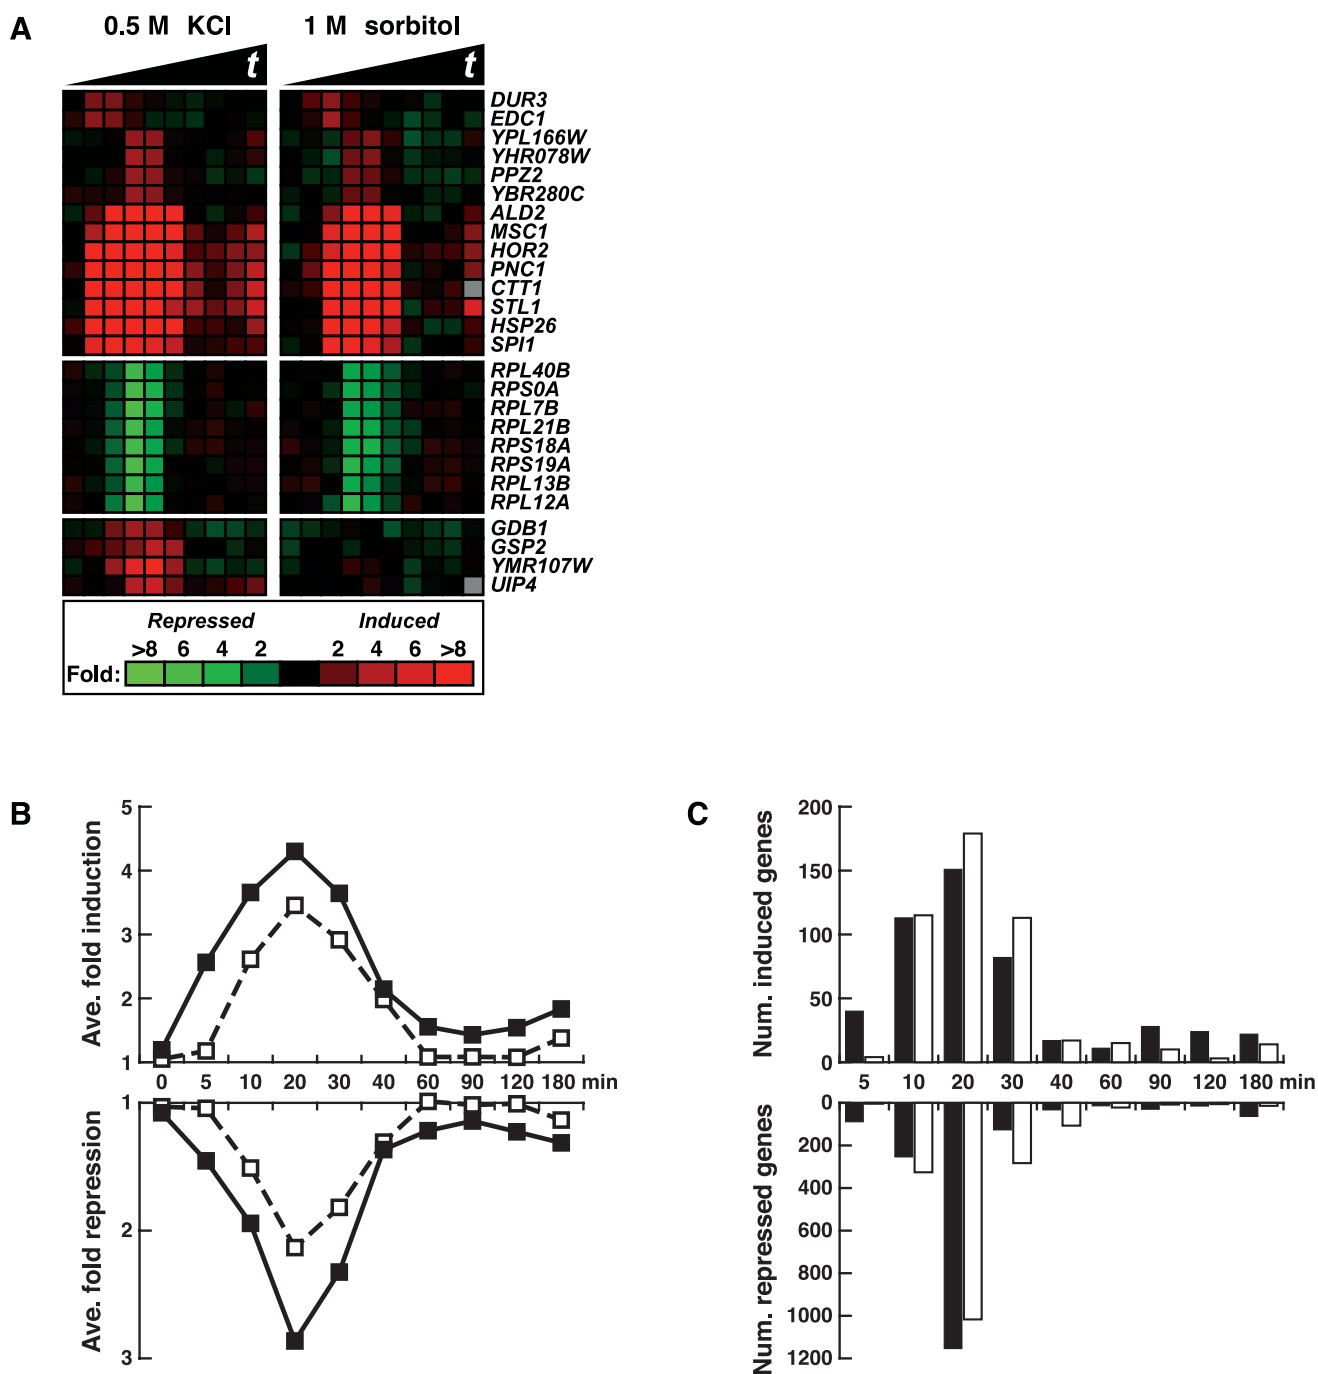 A
0.5 M KCl
1 M sorbitol
t
t
DUR3
EDC1
YPL166W
YHR078W
PPZ2
YBR280C
ALD2
MSC1
HOR2
PNC1
CTT1
STL1
HSP26
SPI1
RPL40B
RPS0A
RPL7B
RPL21B
RPS18A
RPS19A
RPL13B
RPL12A
GDB1
GSP2
YMR107W
UIP4
Repressed Induced
>8 6 4 2 2 4 6 >8
Fold:
B
Ave. fold induction
5
4
3
2
1
0 5 10 20 30 40 60 90 120 180 min
Ave. fold repression
1
2
3
C
Num. induced genes
200
150
100
50
0
5 10 20 30 40 60 90 120 180 min
Num. repressed genes
0
200
400
600
800
1000
1200